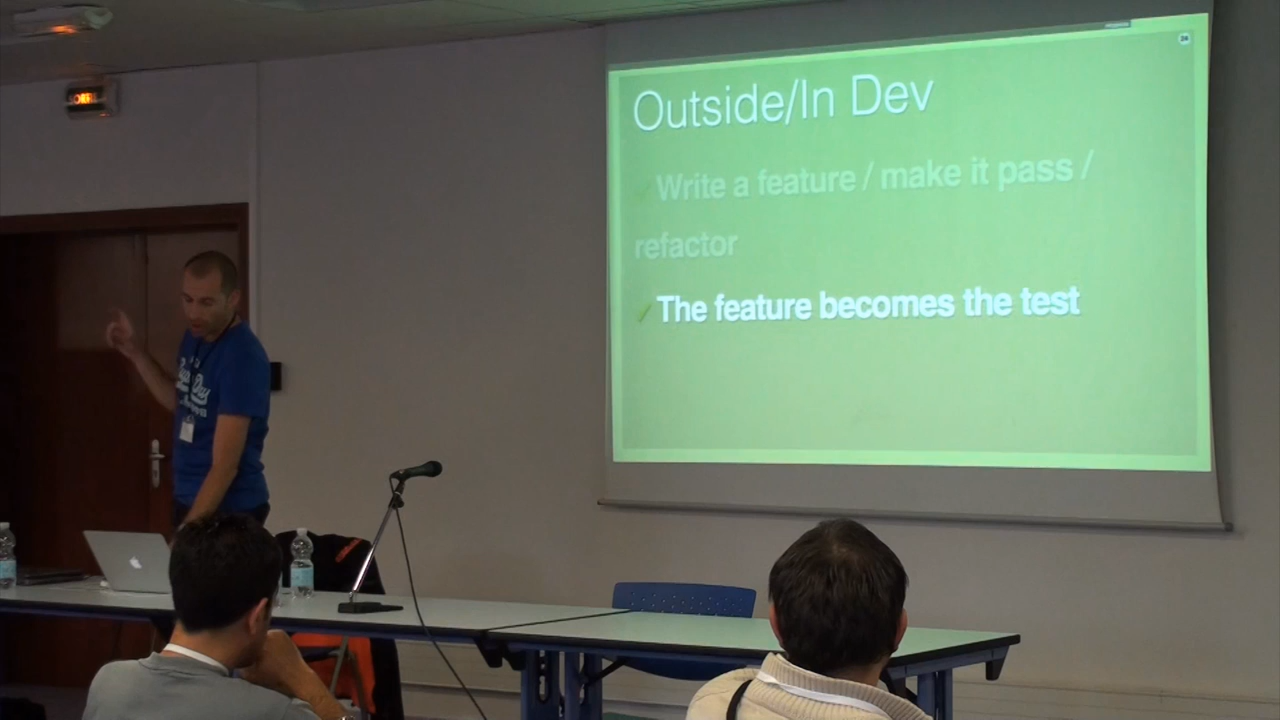 Outside/In Dev
Write a feature / make it pass /
refactor
The feature becomes the test